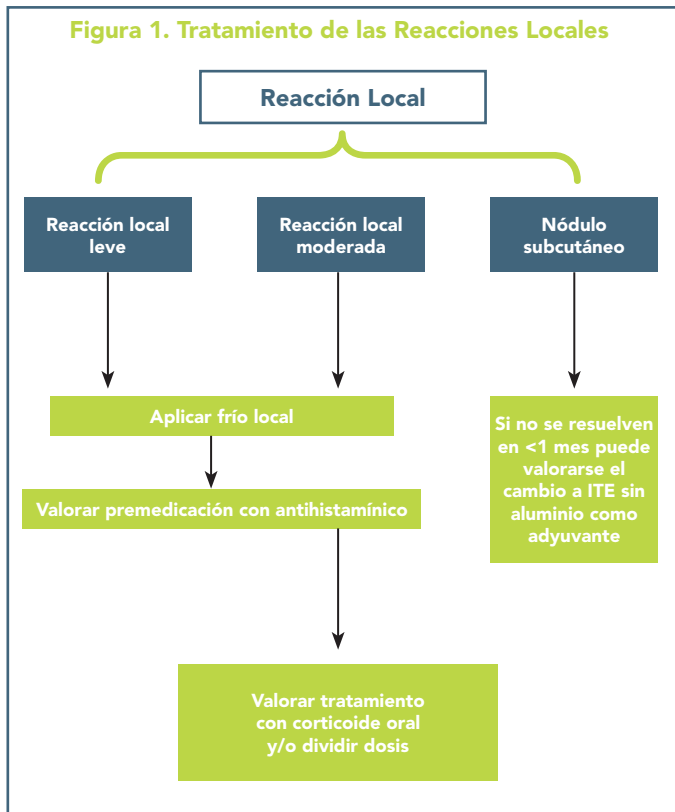 Figura 1. Tratamiento de las Reacciones Locales
Reacción Local
Reacción local
leve
Reacción local
moderada
Nódulo
subcutáneo
Aplicar frío local
Valorar premedicación con antihistamínico
Si no se resuelven
en <1 mes puede
valorarse el
cambio a ITE sin
aluminio como
adyuvante
Valorar tratamiento
con corticoide oral
y/o dividir dosis